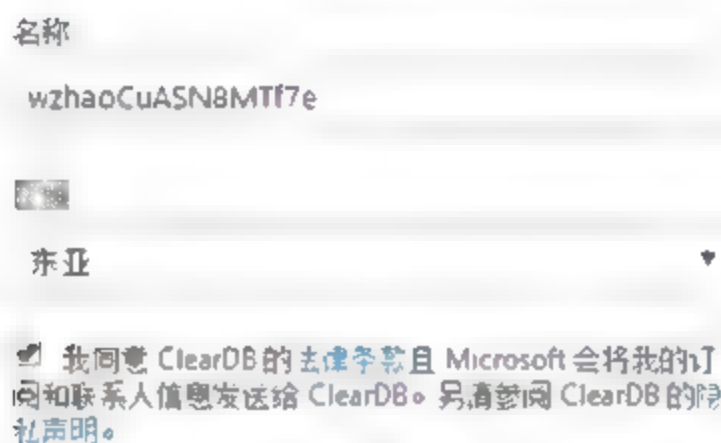 名称
wzhaoCuASN8MTf7e
东亚
我同意 ClearDB 的法律条款且 Microsoft 会将我的订
阅和联系人信息发送给 ClearDB。另请参阅 ClearDB 的隐
私声明。